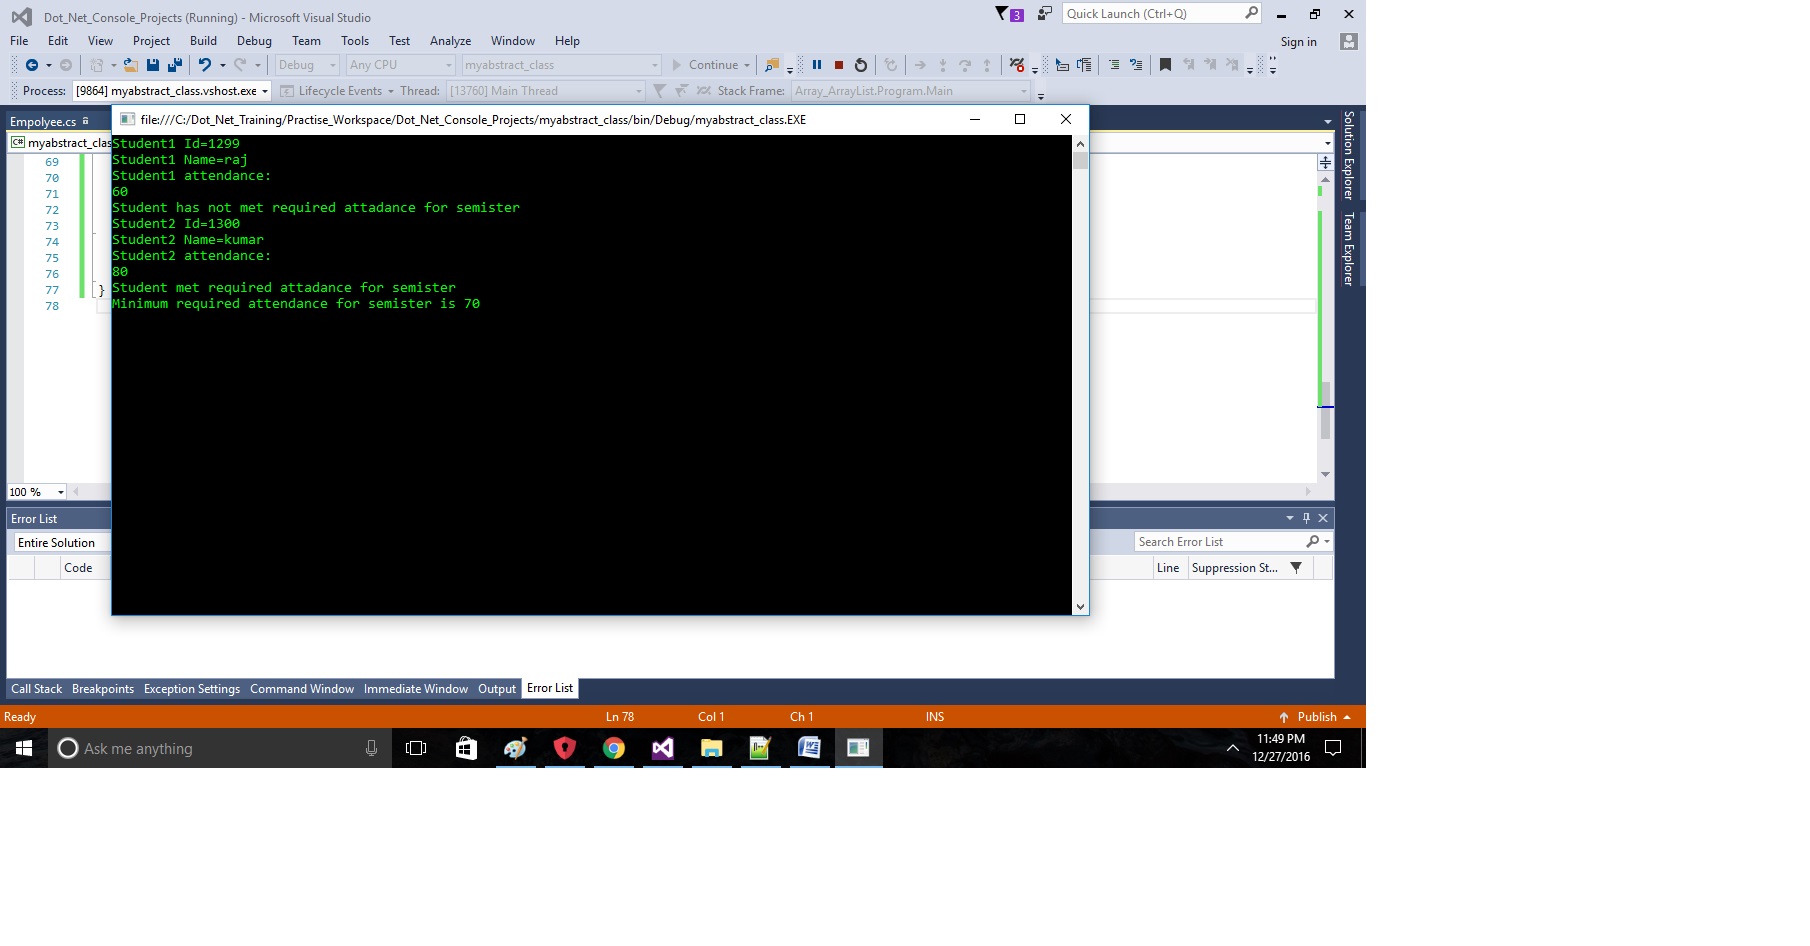 Dot_Net_Console_Projects (Running) - Microsoft Visual Studio
3
Quick Launch (Ctrl+Q)
File Edit View Project Build Debug Team Tools Test Analyze Window Help
Sign in
Debug Any CPU myabstract_class Continue
Process: [9864] myabstract_class.vshost.exe Lifecycle Events Thread: [13760] Main Thread Stack Frame: Array_ArrayList.Program.Main
Empolyee.cs
file:///C:/Dot_Net_Training/Practise_Workspace/Dot_Net_Console_Projects/myabstract_class/bin/Debug/myabstract_class.EXE
C# myabstract_clas
Student1 Id=1299
Student1 Name=raj
Student1 attendance:
60
Student has not met required attadance for semister
Student2 Id=1300
Student2 Name=kumar
Student2 attendance:
80
Student met required attadance for semister
Minimum required attendance for semister is 70
69
70
71
72
73
74
75
76
77 }
78
Solution Explorer
Team Explorer
100 %
Error List
Entire Solution
Search Error List
Code
Line Suppression St...
Call Stack Breakpoints Exception Settings Command Window Immediate Window Output Error List
Ready Ln 78 Col 1 Ch 1 INS Publish
Ask me anything
11:49 PM
12/27/2016